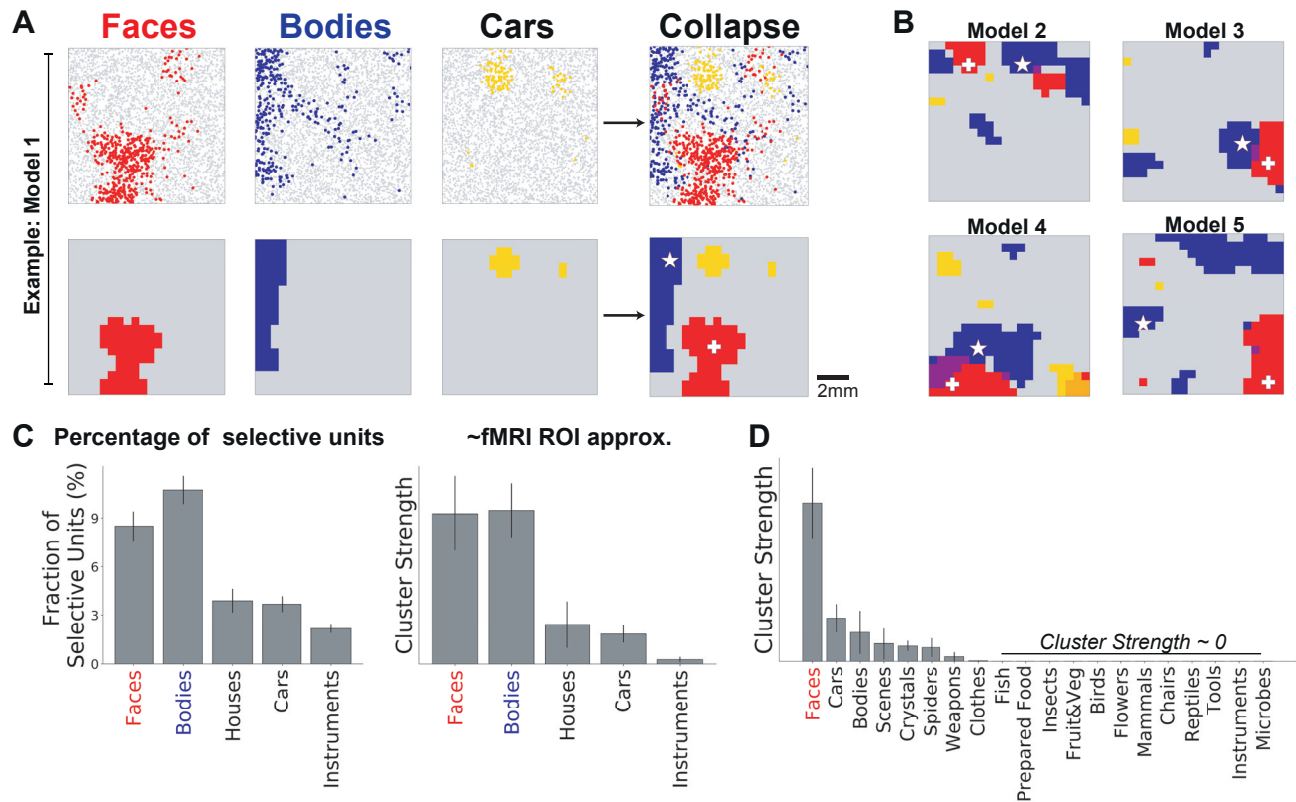 A
Faces
Bodies
Cars
Collapse
Example: Model 1
2mm
B
Model 2
Model 3
Model 4
Model 5
C
Percentage of selective units
Fraction of
Selective Units (%)
9
6
3
0
Faces
Bodies
Houses
Cars
Instruments
~fMRI ROI approx.
Cluster Strength
Faces
Bodies
Houses
Cars
Instruments
D
Cluster Strength
Cluster Strength ~ 0
Faces
Cars
Bodies
Scenes
Crystals
Spiders
Weapons
Clothes
Fish
Prepared Food
Insects
Fruit&Veg
Birds
Flowers
Mammals
Chairs
Reptiles
Tools
Instruments
Microbes